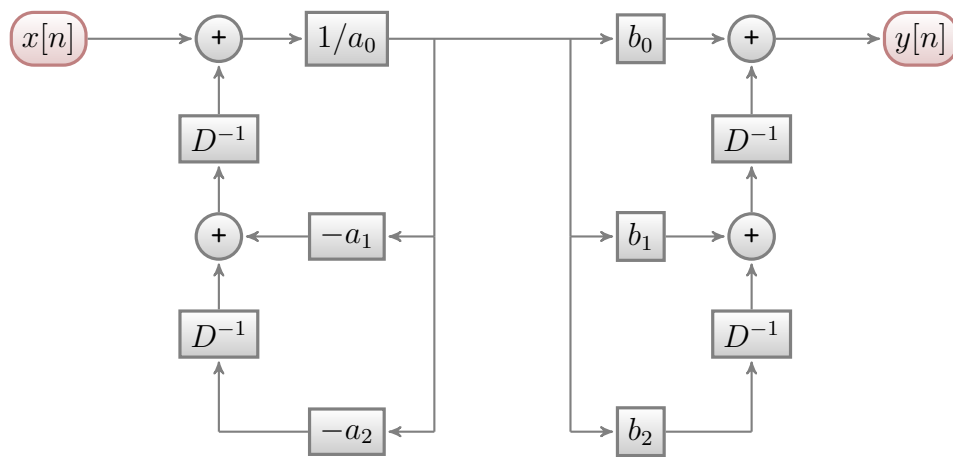 x[n] + 1/a₀ b₀ + y[n]
D⁻¹ D⁻¹
+ −a₁ b₁ +
D⁻¹ D⁻¹
−a₂ b₂